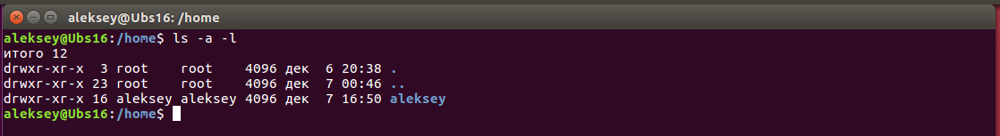 aleksey@Ubs16: /home
aleksey@Ubs16:/home$ ls -a -l
итого 12
drwxr-xr-x  3 root    root    4096 дек  6 20:38 .
drwxr-xr-x 23 root    root    4096 дек  7 00:46 ..
drwxr-xr-x 16 aleksey aleksey 4096 дек  7 16:50 aleksey
aleksey@Ubs16:/home$